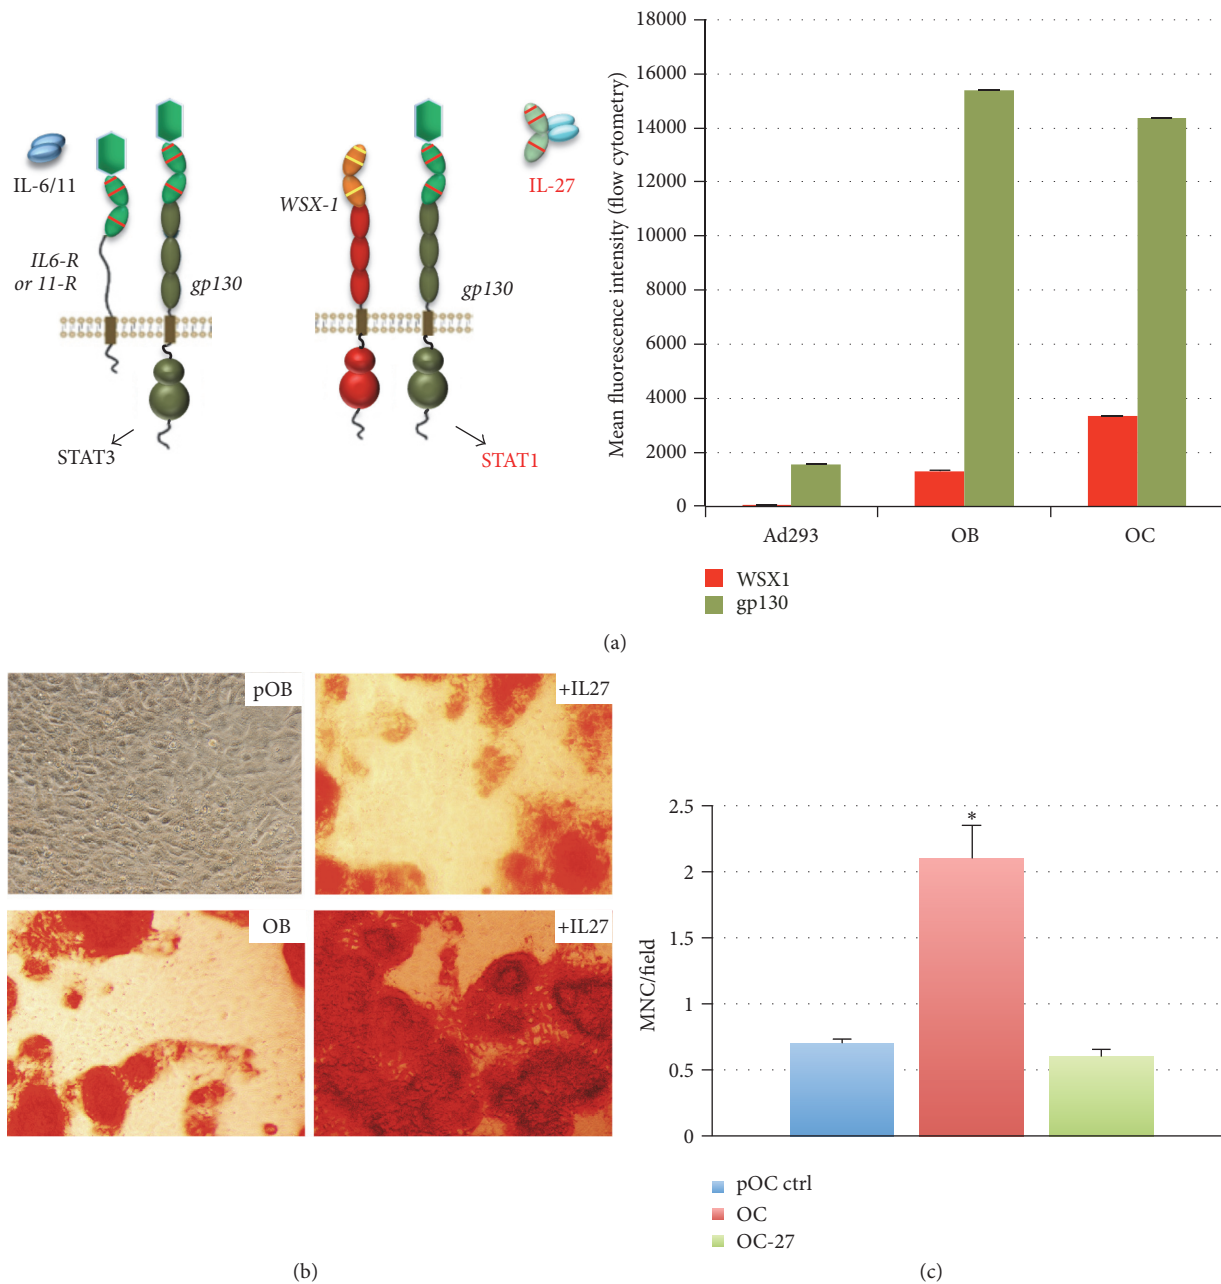 IL-6/11
IL6-R
or 11-R
gp130
STAT3
WSX-1
gp130
IL-27
STAT1
Mean fluorescence intensity (flow cytometry)
18000
16000
14000
12000
10000
8000
6000
4000
2000
0
Ad293
OB
OC
WSX1
gp130
(a)
pOB
+IL27
OB
+IL27
(b)
MNC/field
2.5
2
1.5
1
0.5
0
*
pOC ctrl
OC
OC-27
(c)